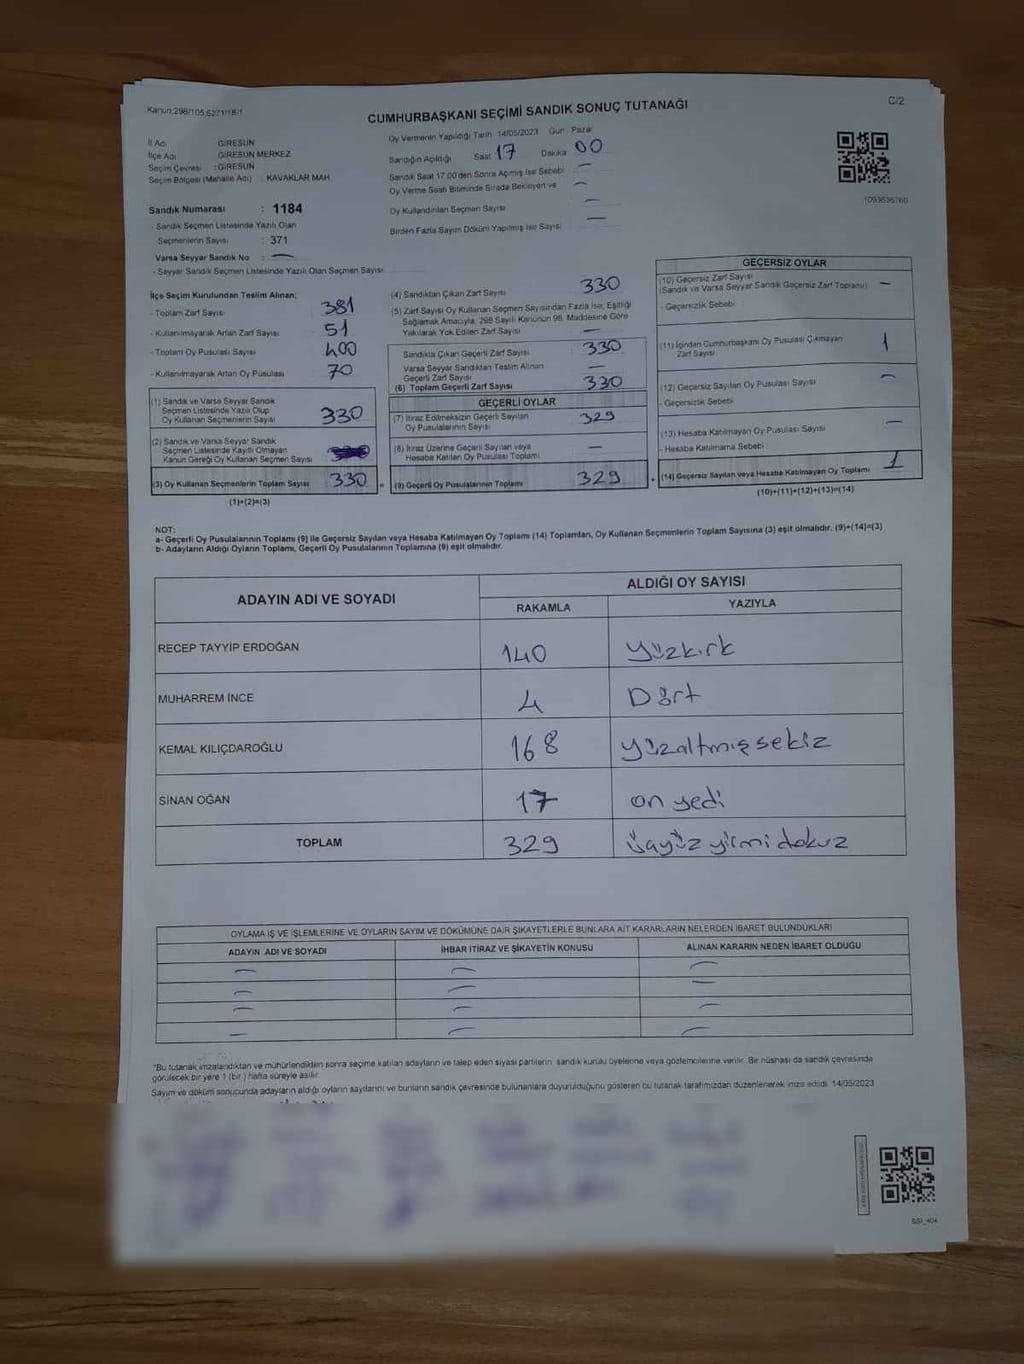 Kanun:298/105,6271/18-1
C/2
CUMHURBAŞKANI SEÇİMİ SANDIK SONUÇ TUTANAĞI
İl Adı : GİRESUN
İlçe Adı : GİRESUN MERKEZ
Seçim Çevresi : GİRESUN
Seçim Bölgesi (Mahalle Adı) : KAVAKLAR MAH.
Sandık Numarası : 1184
- Sandık Seçmen Listesinde Yazılı Olan
Seçmenlerin Sayısı : 371
Varsa Seyyar Sandık No : —
- Seyyar Sandık Seçmen Listesinde Yazılı Olan Seçmen Sayısı
Oy Vermenin Yapıldığı Tarih 14/05/2023 Gün: Pazar
Sandığın Açıldığı Saat 17 Dakika 00
Sandık Saat 17:00'den Sonra Açılmış İse Sebebi —
Oy Verme Saati Bitiminde Sırada Bekleyen ve —
Oy Kullandırılan Seçmen Sayısı —
Birden Fazla Sayım Döküm Yapılmış İse Sayısı —
1093636760
İlçe Seçim Kurulundan Teslim Alınan;
- Toplam Zarf Sayısı 381
- Kullanılmayarak Artan Zarf Sayısı 51
- Toplam Oy Pusulası Sayısı 400
- Kullanılmayarak Artan Oy Pusulası 70
(1) Sandık ve Varsa Seyyar Sandık
Seçmen Listesinde Yazılı Olup
Oy Kullanan Seçmenlerin Sayısı 330
(2) Sandık ve Varsa Seyyar Sandık
Seçmen Listesinde Kayıtlı Olmayan
Kanun Gereği Oy Kullanan Seçmen Sayısı
(3) Oy Kullanan Seçmenlerin Toplam Sayısı 330
(1)+(2)=(3)
(4) Sandıktan Çıkan Zarf Sayısı 330
(5) Zarf Sayısı Oy Kullanan Seçmen Sayısından Fazla İse, Eşitliği
Sağlamak Amacıyla, 298 Sayılı Kanunun 98. Maddesine Göre
Yakılarak Yok Edilen Zarf Sayısı —
Sandıkta Çıkan Geçerli Zarf Sayısı 330
Varsa Seyyar Sandıktan Teslim Alınan
Geçerli Zarf Sayısı —
(6) Toplam Geçerli Zarf Sayısı 330
GEÇERLİ OYLAR
(7) İtiraz Edilmeksizin Geçerli Sayılan
Oy Pusulalarının Sayısı 329
(8) İtiraz Üzerine Geçerli Sayılan veya
Hesaba Katılan Oy Pusulası Toplamı —
= (9) Geçerli Oy Pusulalarının Toplamı 329
GEÇERSİZ OYLAR
(10) Geçersiz Zarf Sayısı
(Sandık ve Varsa Seyyar Sandık Geçersiz Zarf Toplamı) —
- Geçersizlik Sebebi
(11) İçinden Cumhurbaşkanı Oy Pusulası Çıkmayan
Zarf Sayısı 1
(12) Geçersiz Sayılan Oy Pusulası Sayısı —
- Geçersizlik Sebebi
(13) Hesaba Katılmayan Oy Pusulası Sayısı —
- Hesaba Katılmama Sebebi
+ (14) Geçersiz Sayılan veya Hesaba Katılmayan Oy Toplamı 1
(10)+(11)+(12)+(13)=(14)
NOT:
a- Geçerli Oy Pusulalarının Toplamı (9) ile Geçersiz Sayılan veya Hesaba Katılmayan Oy Toplamı (14) Toplamları, Oy Kullanan Seçmenlerin Toplam Sayısına (3) eşit olmalıdır. (9)+(14)=(3)
b- Adayların Aldığı Oyların Toplamı, Geçerli Oy Pusulalarının Toplamına (9) eşit olmalıdır.
ADAYIN ADI VE SOYADI ALDIĞI OY SAYISI
RAKAMLA YAZIYLA
RECEP TAYYİP ERDOĞAN 140 yüzkırk
MUHARREM İNCE 4 Dört
KEMAL KILIÇDAROĞLU 168 yüzaltmışsekiz
SİNAN OĞAN 17 on yedi
TOPLAM 329 üçyüz yirmi dokuz
OYLAMA İŞ VE İŞLEMLERİNE VE OYLARIN SAYIM VE DÖKÜMÜNE DAİR ŞİKAYETLERLE BUNLARA AİT KARARLARIN NELERDEN İBARET BULUNDUKLARI
ADAYIN ADI VE SOYADI İHBAR İTİRAZ VE ŞİKAYETİN KONUSU ALINAN KARARIN NEDEN İBARET OLDUĞU
— — —
— — —
— — —
— — —
*Bu tutanak imzalandıktan ve mühürlendikten sonra seçime katılan adayların ve talep eden siyasi partilerin sandık kurulu üyelerine veya gözlemcilerine verilir. Bir nüshası da sandık çevresinde
görülecek bir yere 1 (bir) hafta süreyle asılır.
Sayım ve döküm sonucunda adayların aldığı oyların sayılarını ve bunların sandık çevresinde bulunanlara duyurulduğunu gösteren bu tutanak tarafımızdan düzenlenerek imza edildi. 14/05/2023
SSI_404